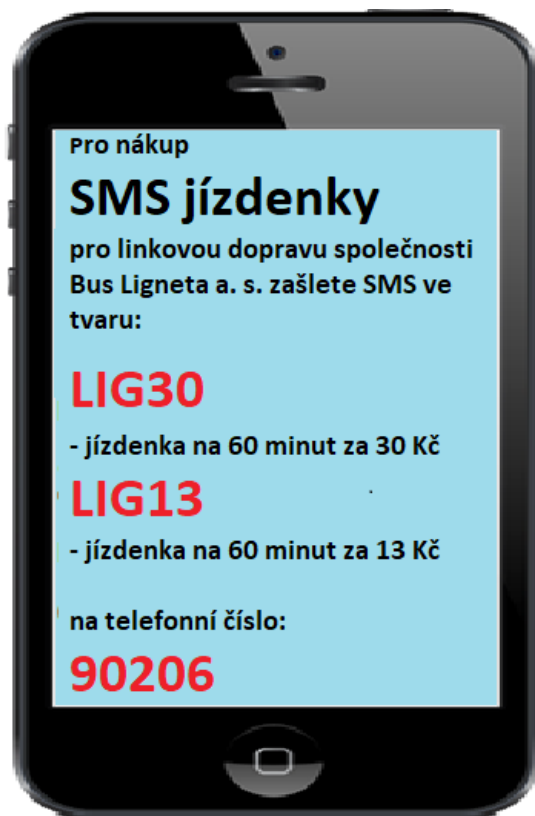 Pro nákup
SMS jízdenky
pro linkovou dopravu společnosti
Bus Ligneta a. s. zašlete SMS ve
tvaru:
LIG30
- jízdenka na 60 minut za 30 Kč
LIG13
- jízdenka na 60 minut za 13 Kč
na telefonní číslo:
90206